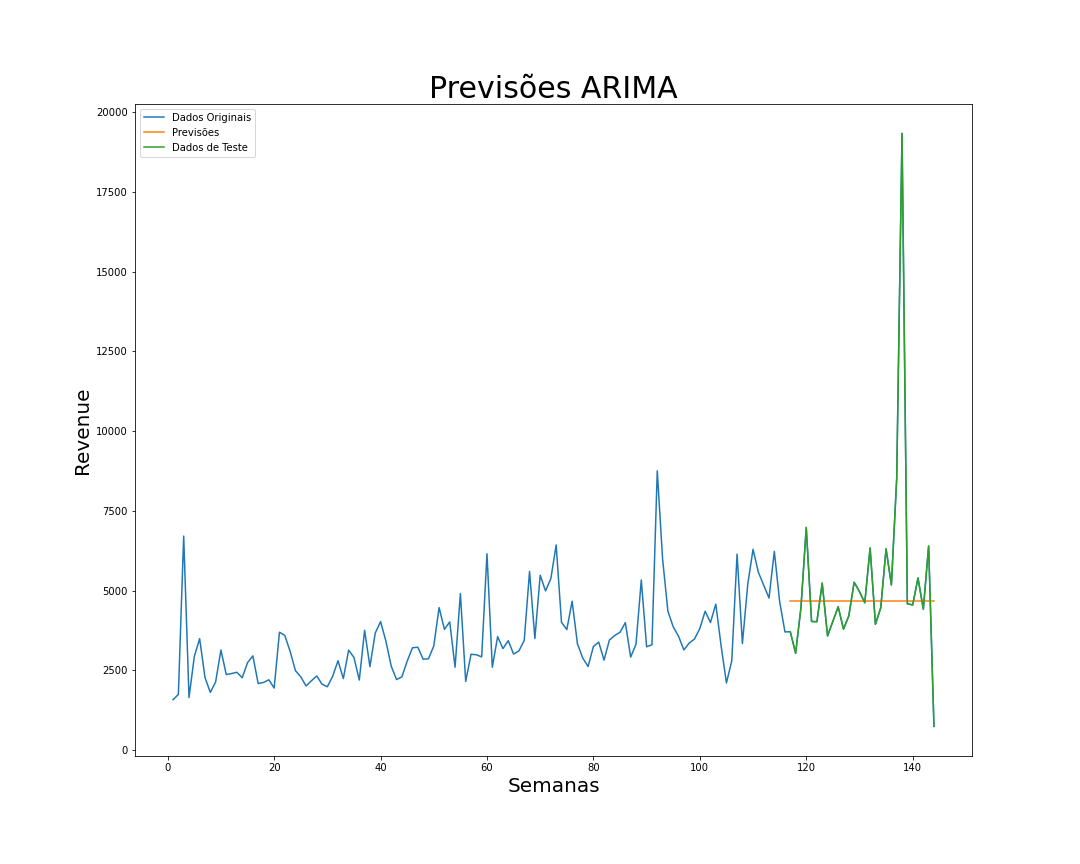 Previsões ARIMA
Dados Originais
Previsões
Dados de Teste
Revenue
20000
17500
15000
12500
10000
7500
5000
2500
0
0 20 40 60 80 100 120 140
Semanas